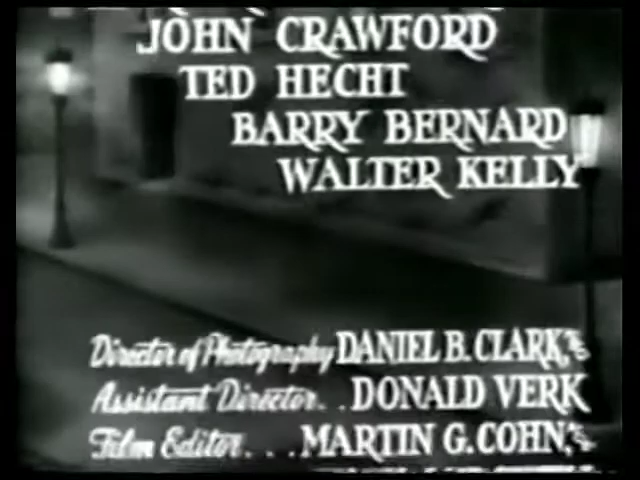 JOHN CRAWFORD
TED HECHT
BARRY BERNARD
WALTER KELLY
Director of Photography DANIEL B. CLARK,
Assistant Director. . . DONALD VERK
Film Editor. . . . MARTIN G. COHN,